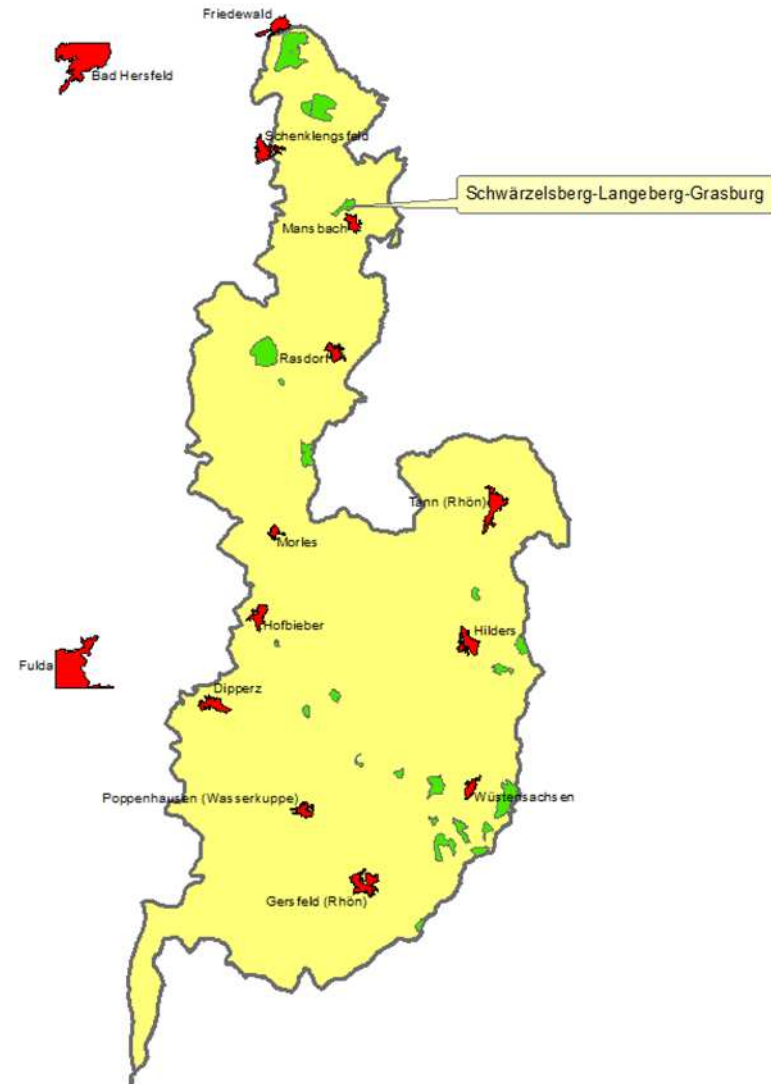 Friedewald
Bad Hersfeld
Schenklengsfeld
Schwärzelsberg-Langeberg-Grasburg
Mansbach
Rasdorf
Tann (Rhön)
Morles
Hofbieber
Hilders
Fulda
Dipperz
Poppenhausen (Wasserkuppe)
Wüstensachsen
Gersfeld (Rhön)